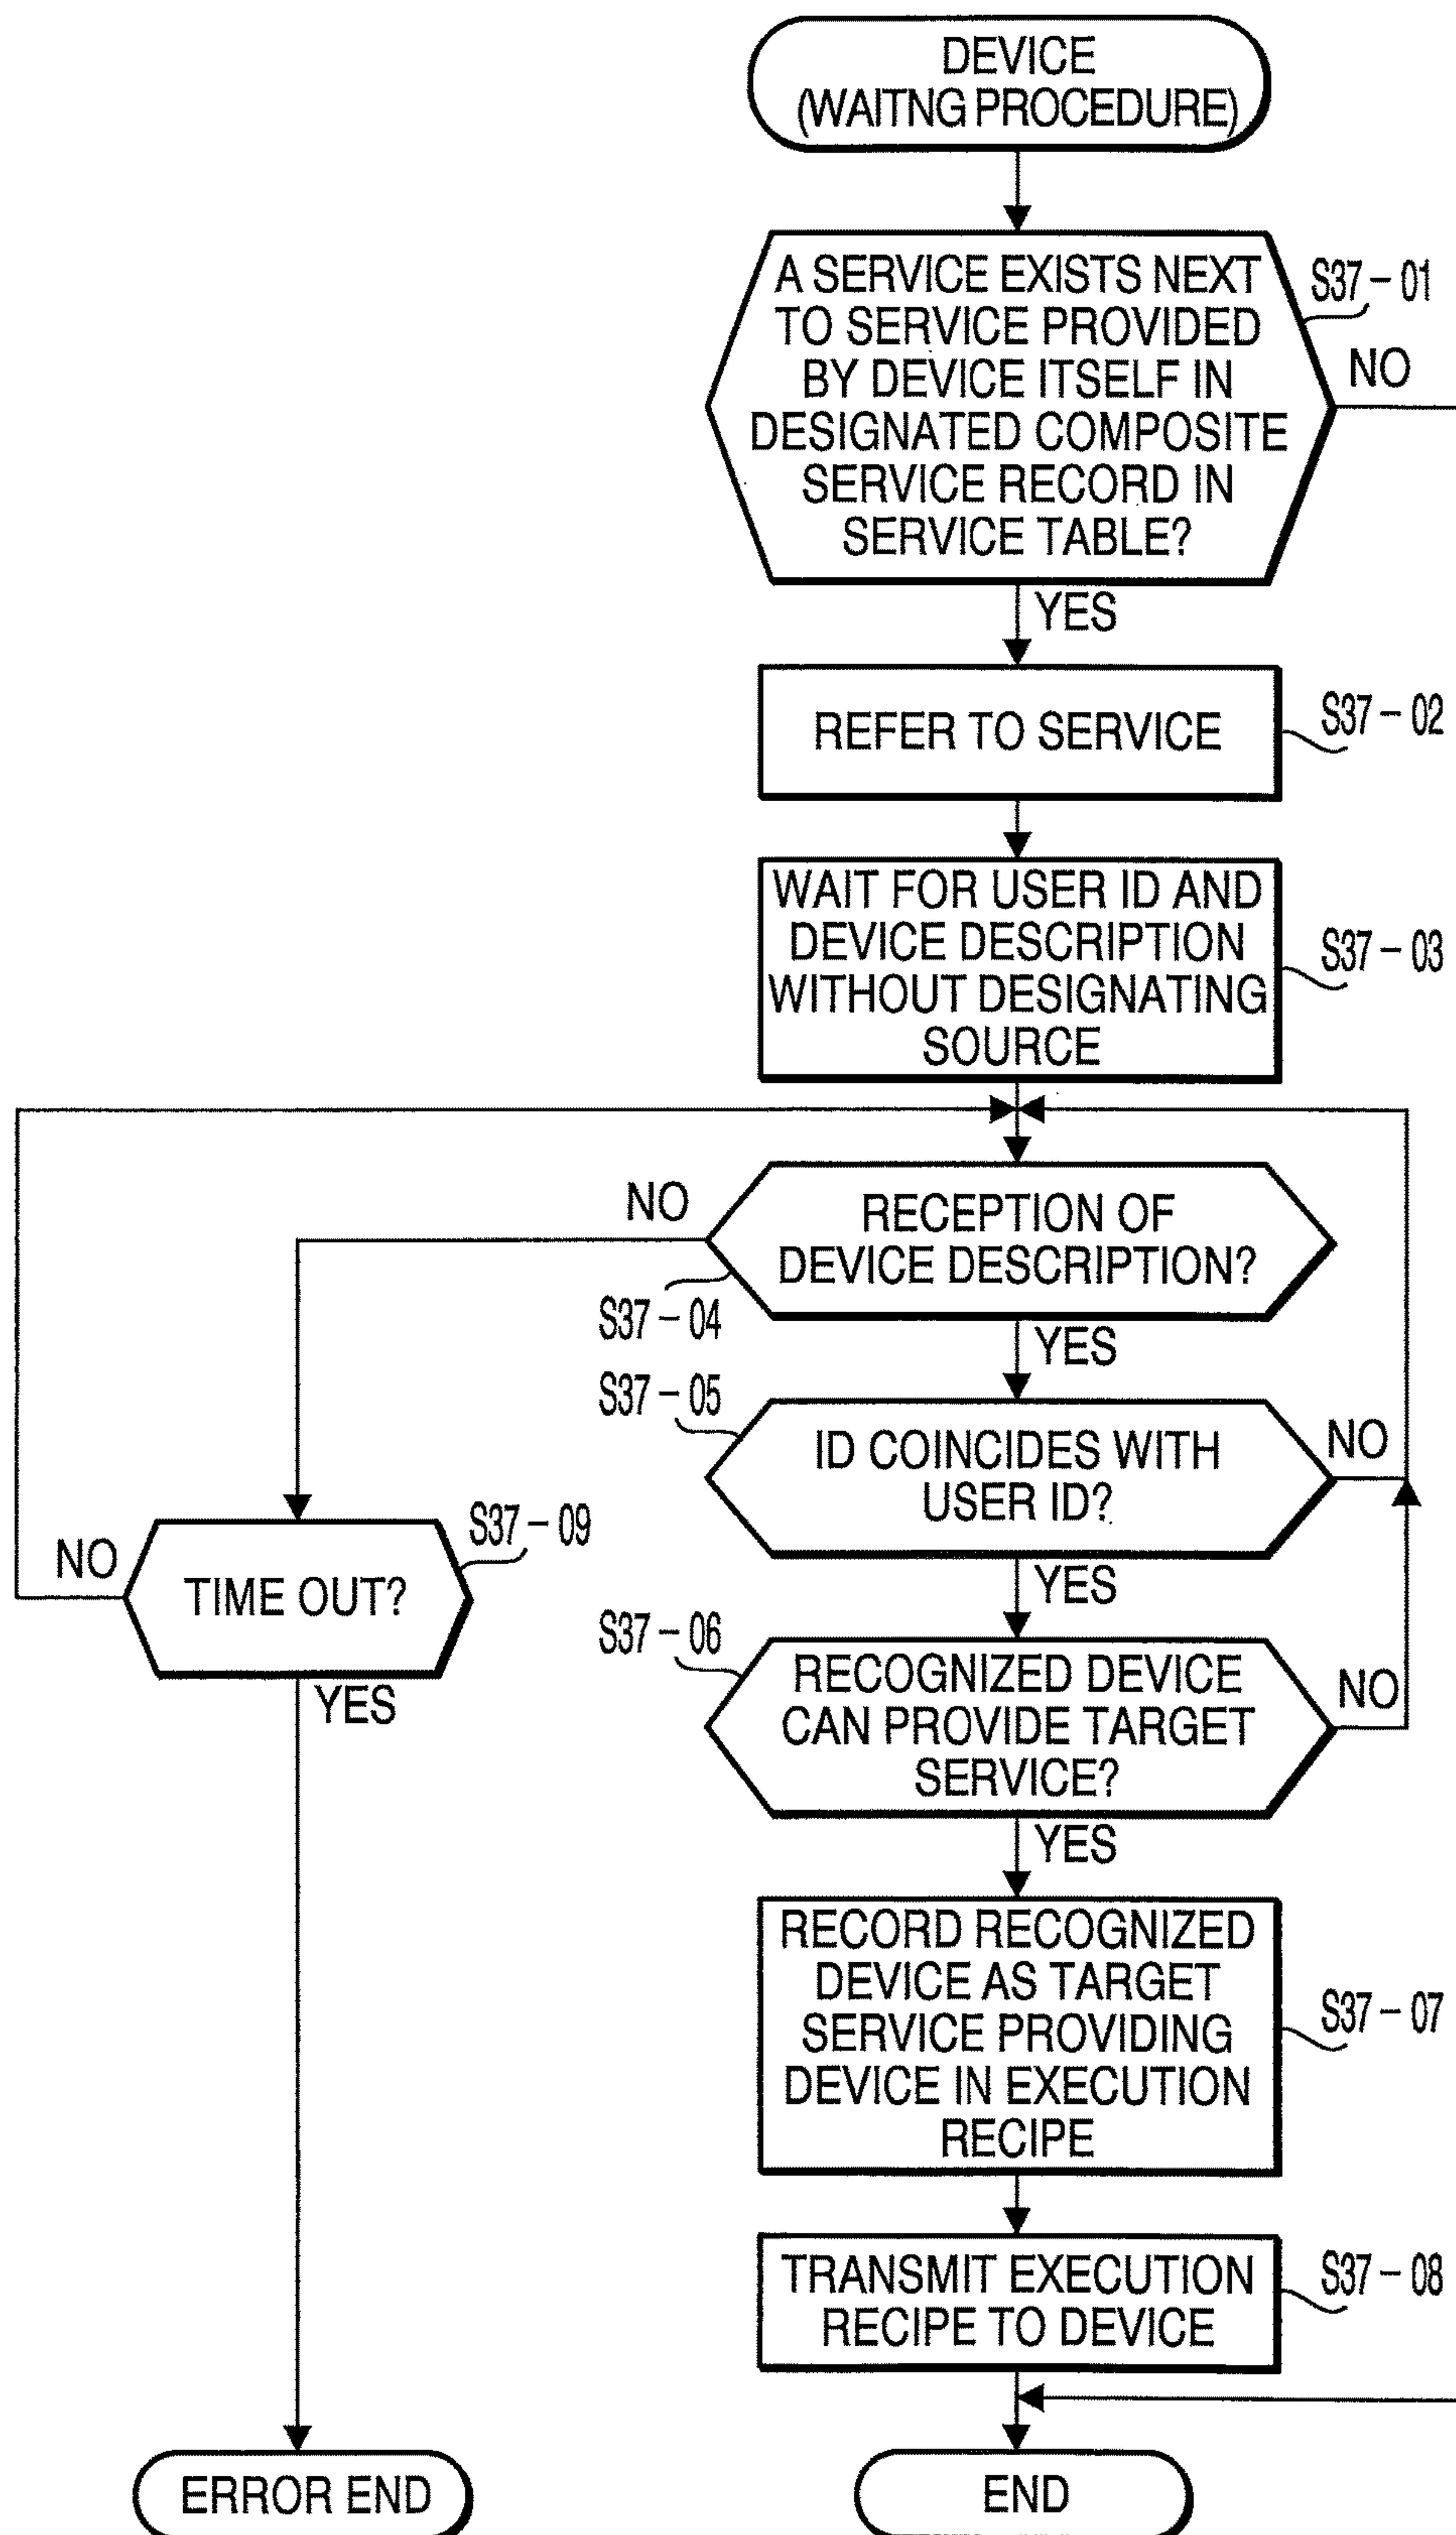 DEVICE
(WAITNG PROCEDURE)
A SERVICE EXISTS NEXT
TO SERVICE PROVIDED
BY DEVICE ITSELF IN
DESIGNATED COMPOSITE
SERVICE RECORD IN
SERVICE TABLE?
S37-01
NO
YES
REFER TO SERVICE
S37-02
WAIT FOR USER ID AND
DEVICE DESCRIPTION
WITHOUT DESIGNATING
SOURCE
S37-03
NO
RECEPTION OF
DEVICE DESCRIPTION?
S37-04
YES
S37-05
ID COINCIDES WITH
USER ID?
NO
YES
S37-09
NO
TIME OUT?
YES
S37-06
RECOGNIZED DEVICE
CAN PROVIDE TARGET
SERVICE?
NO
YES
RECORD RECOGNIZED
DEVICE AS TARGET
SERVICE PROVIDING
DEVICE IN EXECUTION
RECIPE
S37-07
TRANSMIT EXECUTION
RECIPE TO DEVICE
S37-08
ERROR END
END